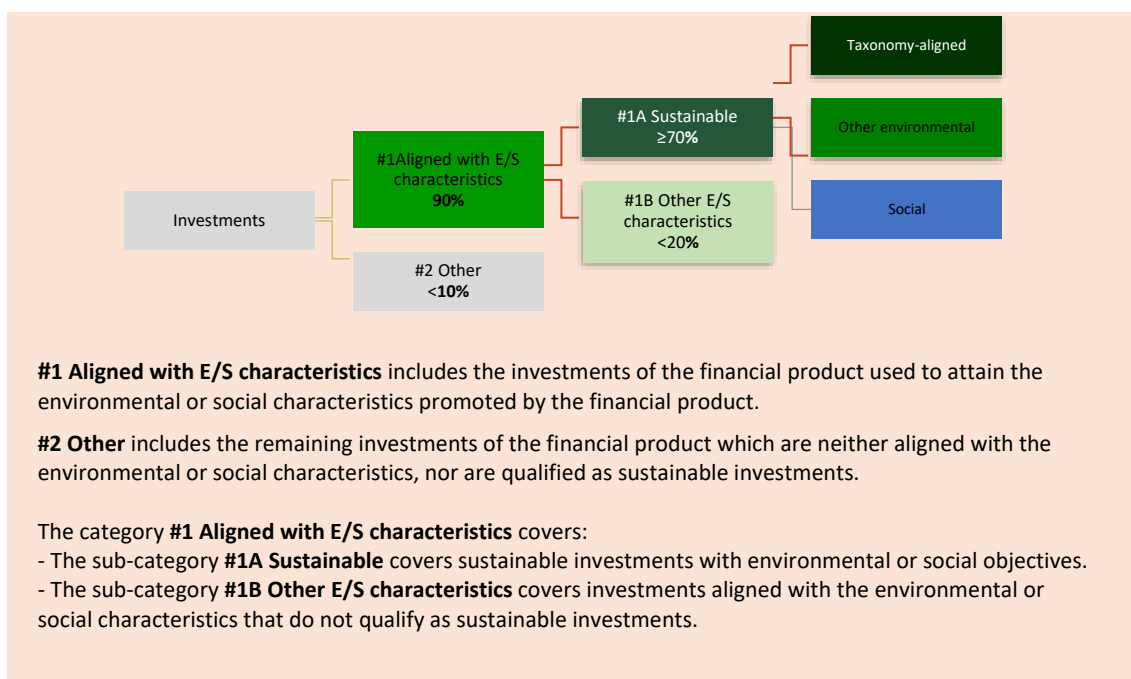 Taxonomy-aligned
#1A Sustainable
≥70%
Other environmental
#1Aligned with E/S
characteristics
90%
#1B Other E/S
characteristics
<20%
Social
Investments
#2 Other
<10%
#1 Aligned with E/S characteristics includes the investments of the financial product used to attain the
environmental or social characteristics promoted by the financial product.
#2 Other includes the remaining investments of the financial product which are neither aligned with the
environmental or social characteristics, nor are qualified as sustainable investments.
The category #1 Aligned with E/S characteristics covers:
- The sub-category #1A Sustainable covers sustainable investments with environmental or social objectives.
- The sub-category #1B Other E/S characteristics covers investments aligned with the environmental or
social characteristics that do not qualify as sustainable investments.